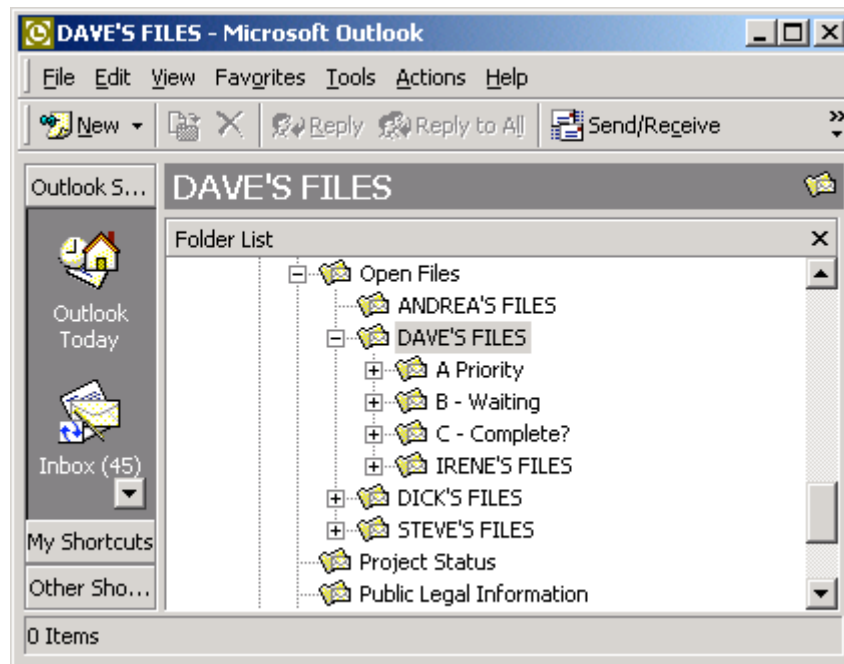 DAVE'S FILES - Microsoft Outlook
File Edit View Favorites Tools Actions Help
New Reply Reply to All Send/Receive
Outlook S... DAVE'S FILES
Folder List
Outlook
Today
Inbox (45)
My Shortcuts
Other Sho...
Open Files
ANDREA'S FILES
DAVE'S FILES
A Priority
B - Waiting
C - Complete?
IRENE'S FILES
DICK'S FILES
STEVE'S FILES
Project Status
Public Legal Information
0 Items